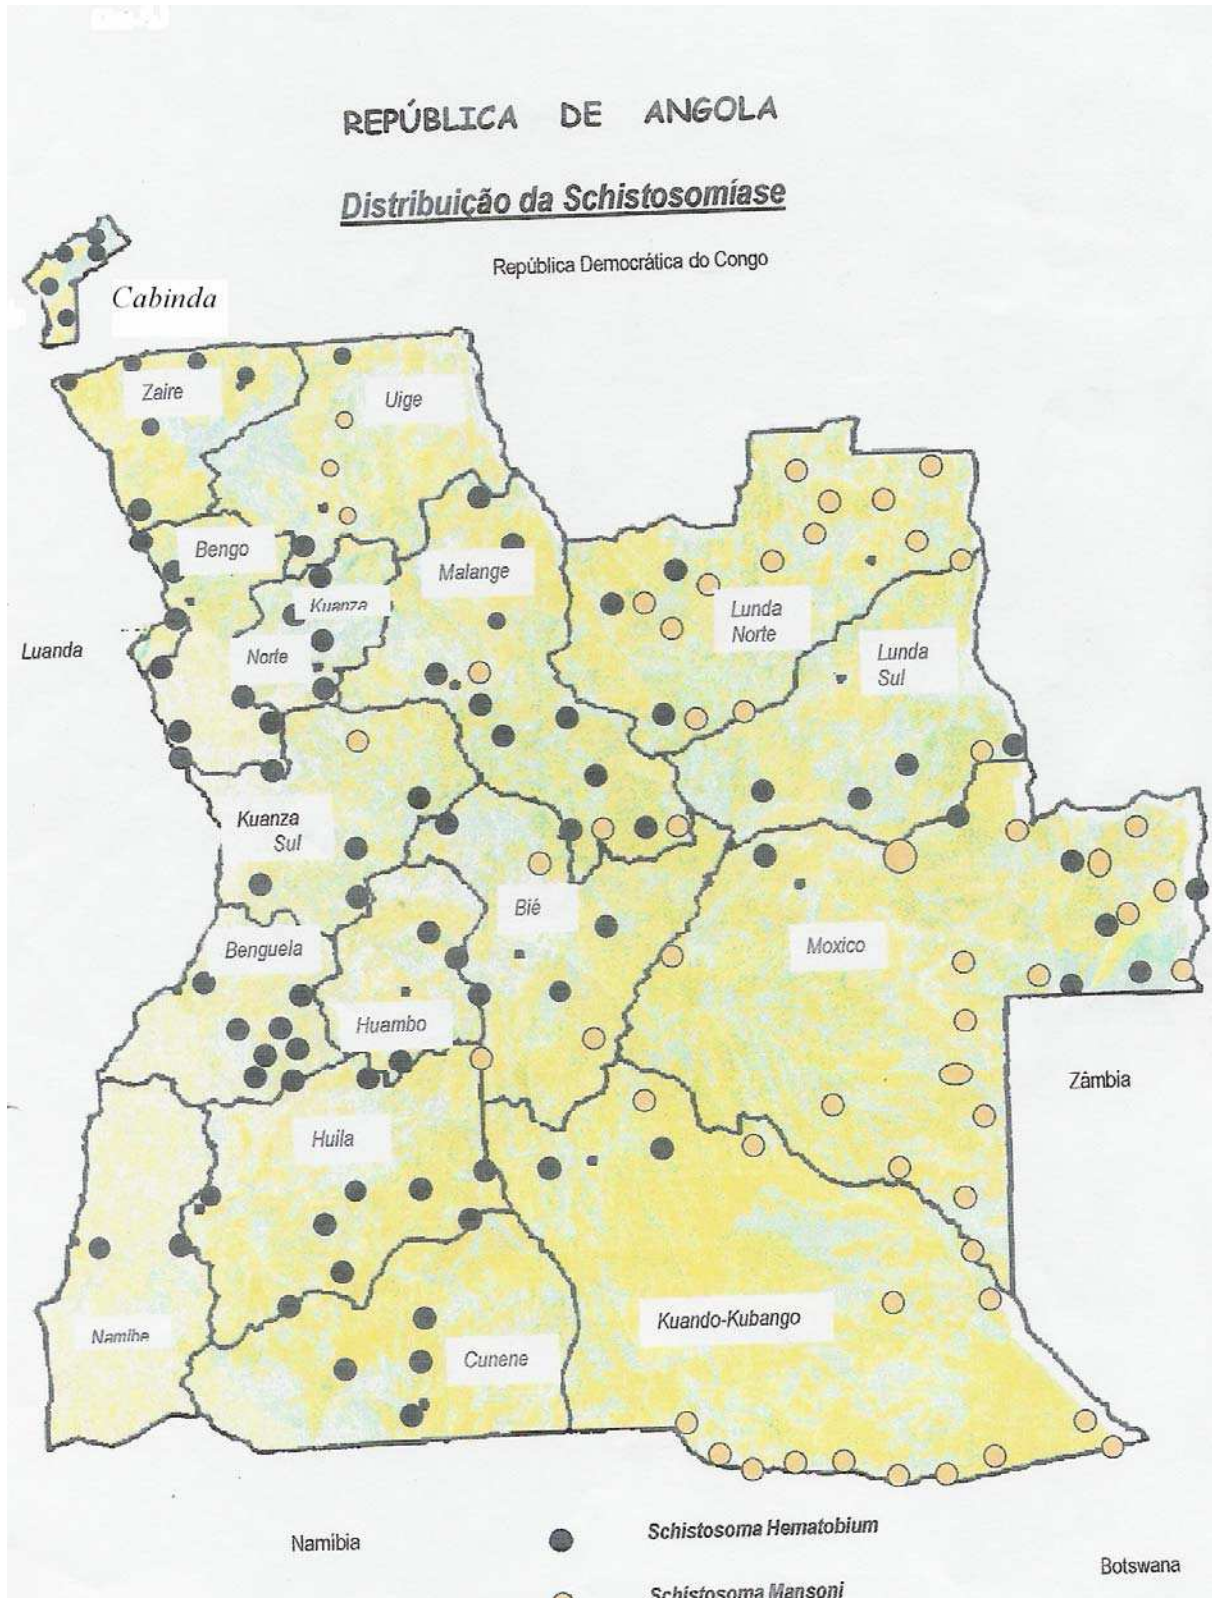 REPÚBLICA DE ANGOLA
Distribuição da Schistosomíase
República Democrática do Congo
Cabinda
Zaire
Uige
Bengo
Malange
Kuanza
Norte
Luanda
Lunda
Norte
Lunda
Sul
Kuanza
Sul
Bié
Benguela
Moxico
Huambo
Zâmbia
Huila
Kuando-Kubango
Namibe
Cunene
Namíbia
Schistosoma Hematobium
Botswana
Schistosoma Mansoni